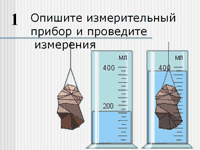 1 Опишите измерительный
прибор и проведите
измерения
мл мл
400 400
200